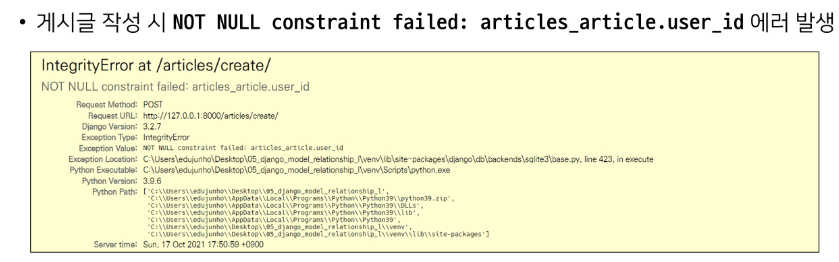 • 게시글 작성 시 NOT NULL constraint failed: articles_article.user_id 에러 발생
IntegrityError at /articles/create/
NOT NULL constraint failed: articles_article.user_id
Request Method: POST
Request URL: http://127.0.0.1:8000/articles/create/
Django Version: 3.2.7
Exception Type: IntegrityError
Exception Value: NOT NULL constraint failed: articles_article.user_id
Exception Location: C:\Users\edujunho\Desktop\05_django_model_relationship_I\venv\lib\site-packages\django\db\backends\sqlite3\base.py, line 423, in execute
Python Executable: C:\Users\edujunho\Desktop\05_django_model_relationship_I\venv\Scripts\python.exe
Python Version: 3.9.6
Python Path: ['C:\\Users\\edujunho\\Desktop\\05_django_model_relationship_l',
'C:\\Users\\edujunho\\AppData\\Local\\Programs\\Python\\Python39\\python39.zip',
'C:\\Users\\edujunho\\AppData\\Local\\Programs\\Python\\Python39\\DLLs',
'C:\\Users\\edujunho\\AppData\\Local\\Programs\\Python\\Python39\\lib',
'C:\\Users\\edujunho\\AppData\\Local\\Programs\\Python\\Python39',
'C:\\Users\\edujunho\\Desktop\\05_django_model_relationship_l\\venv',
'C:\\Users\\edujunho\\Desktop\\05_django_model_relationship_l\\venv\\lib\\site-packages']
Server time: Sun, 17 Oct 2021 17:50:59 +0900